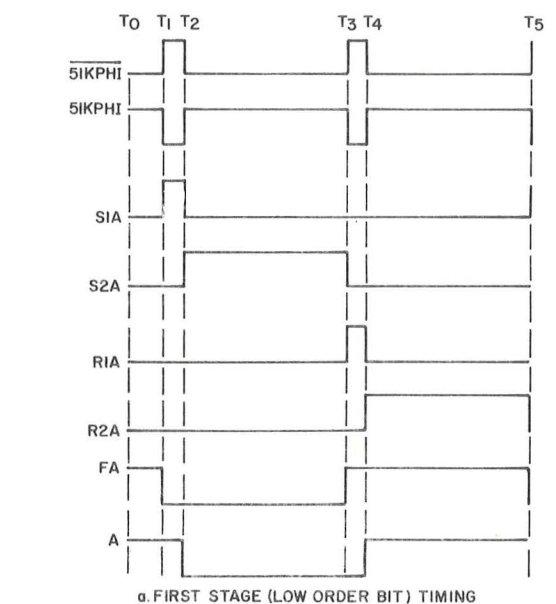 T0 T1 T2 T3 T4 T5
51KPHI
51KPHI
S1A
S2A
R1A
R2A
FA
A
a. FIRST STAGE (LOW ORDER BIT) TIMING